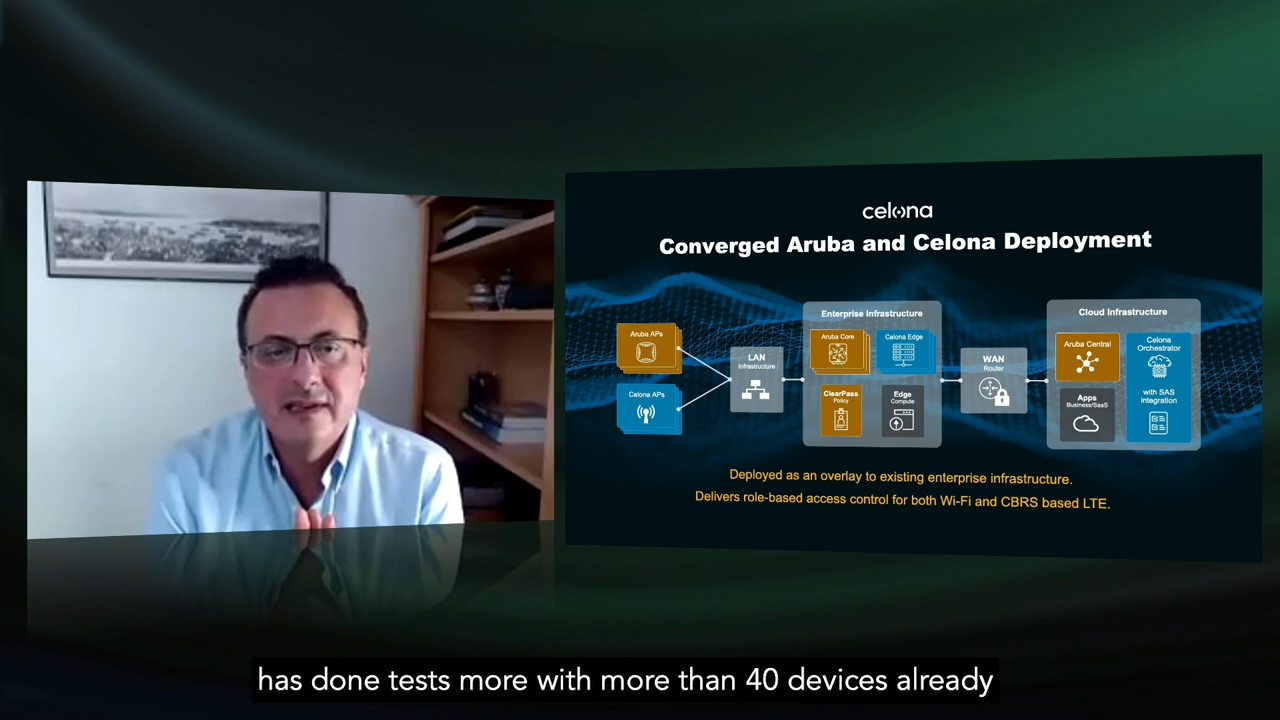 celona
Converged Aruba and Celona Deployment
Aruba APs
Celona APs
LAN
Infrastructure
Enterprise Infrastructure
Aruba Core
Celona Edge
ClearPass
Policy
Edge
Compute
WAN
Router
Cloud Infrastructure
Aruba Central
Apps
Business/SaaS
Celona
Orchestrator
with SAS
integration
Deployed as an overlay to existing enterprise infrastructure.
Delivers role-based access control for both Wi-Fi and CBRS based LTE.
has done tests more with more than 40 devices already